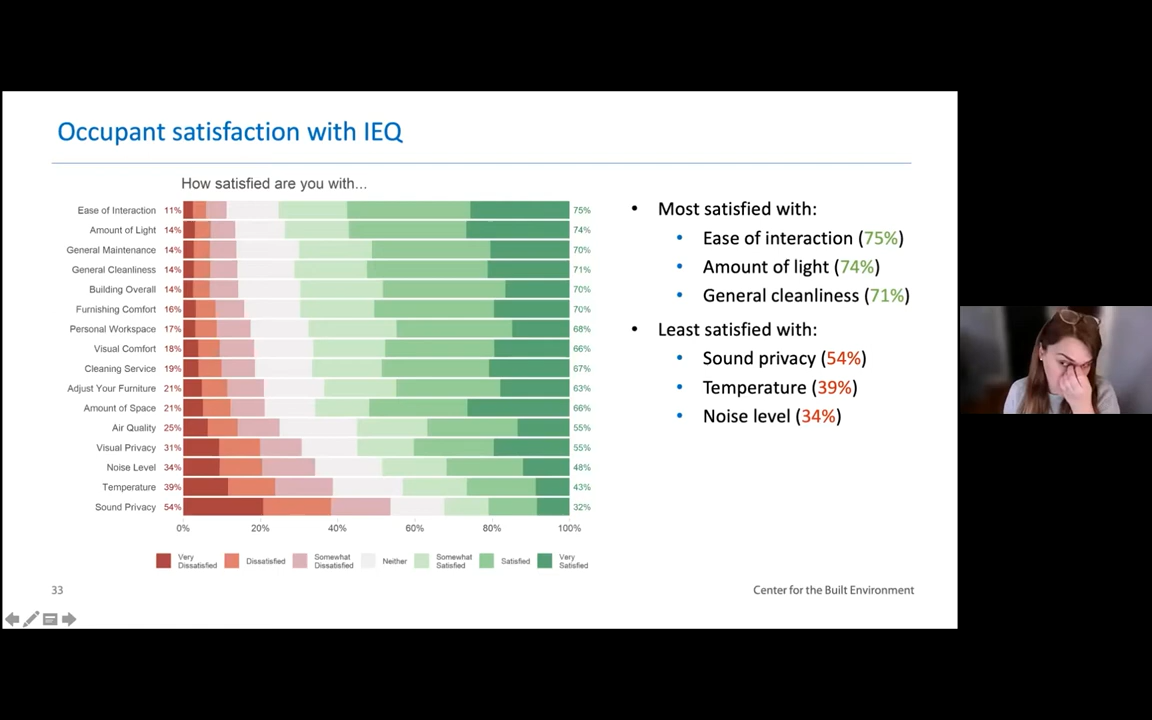 Occupant satisfaction with IEQ
How satisfied are you with...
Ease of Interaction 11% 75%
Amount of Light 14% 74%
General Maintenance 14% 70%
General Cleanliness 14% 71%
Building Overall 14% 70%
Furnishing Comfort 16% 70%
Personal Workspace 17% 68%
Visual Comfort 18% 66%
Cleaning Service 19% 67%
Adjust Your Furniture 21% 63%
Amount of Space 21% 66%
Air Quality 25% 55%
Visual Privacy 31% 55%
Noise Level 34% 48%
Temperature 39% 43%
Sound Privacy 54% 32%
0% 20% 40% 60% 80% 100%
Very Dissatisfied
Dissatisfied
Somewhat Dissatisfied
Neither
Somewhat Satisfied
Satisfied
Very Satisfied
• Most satisfied with:
• Ease of interaction (75%)
• Amount of light (74%)
• General cleanliness (71%)
• Least satisfied with:
• Sound privacy (54%)
• Temperature (39%)
• Noise level (34%)
33
Center for the Built Environment